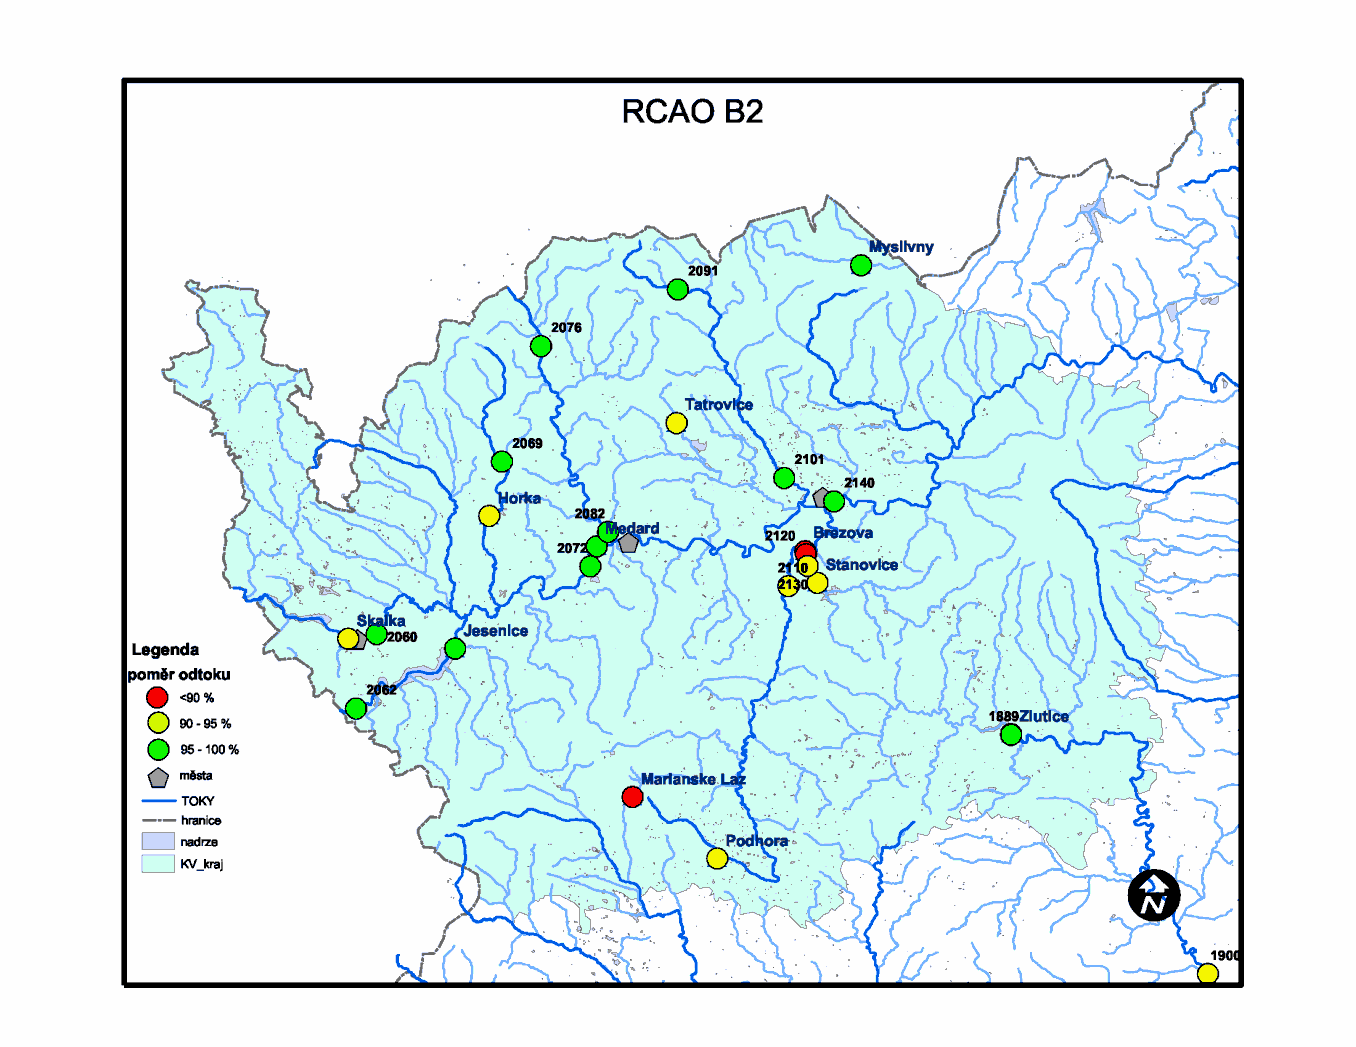 RCAO B2
Myslivny
2091
2076
Tatrovice
2069
2101
2140
Horka
2082
Medard
2120
Brezova
2072
2110
Stanovice
2130
Skalka
2060
Jesenice
Legenda
poměr odtoku
2062
<90 %
90 - 95 %
95 - 100 %
města
TOKY
hranice
nadrze
KV_kraj
1889
Zlutice
Marianske Laz
Podhora
N
1900